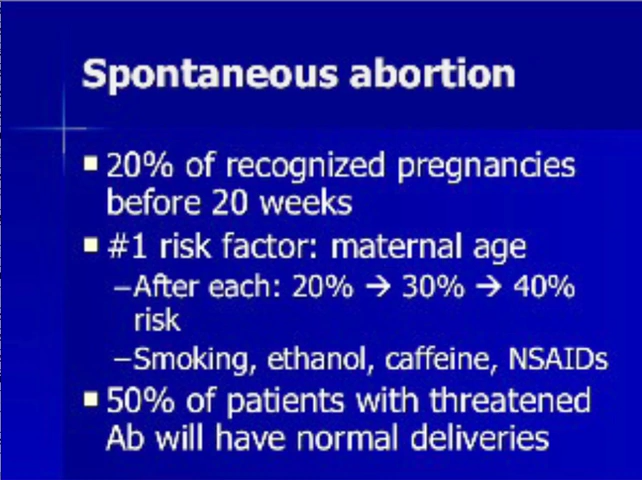 Spontaneous abortion
■ 20% of recognized pregnancies
before 20 weeks
■ #1 risk factor: maternal age
–After each: 20% → 30% → 40%
risk
–Smoking, ethanol, caffeine, NSAIDs
■ 50% of patients with threatened
Ab will have normal deliveries